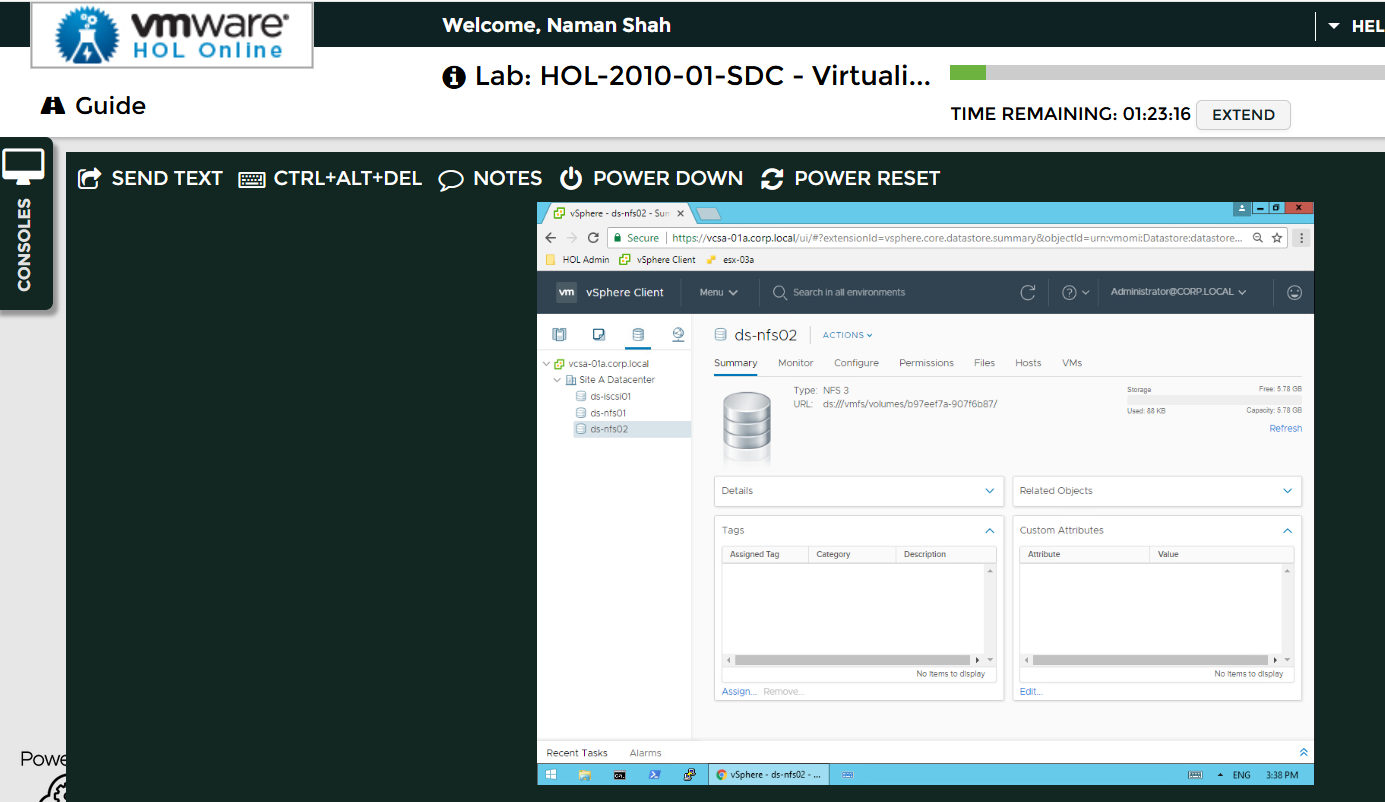 vmware®
HOL Online
Welcome, Naman Shah
HEL
Lab: HOL-2010-01-SDC - Virtuali...
Guide
TIME REMAINING: 01:23:16
EXTEND
CONSOLES
SEND TEXT
CTRL+ALT+DEL
NOTES
POWER DOWN
POWER RESET
vSphere - ds-nfs02 - Sun
Secure
https://vcsa-01a.corp.local/ui/#?extensionId=vsphere.core.datastore.summary&objectId=urn:vmomi:Datastore:datastore...
HOL Admin
vSphere Client
esx-03a
vm
vSphere Client
Menu
Search in all environments
Administrator@CORP.LOCAL
vcsa-01a.corp.local
Site A Datacenter
ds-iscsi01
ds-nfs01
ds-nfs02
ds-nfs02
ACTIONS
Summary
Monitor
Configure
Permissions
Files
Hosts
VMs
Type: NFS 3
URL: ds:///vmfs/volumes/b97eef7a-907f6b87/
Storage
Free: 5.78 GB
Used: 88 KB
Capacity: 5.78 GB
Refresh
Details
Related Objects
Tags
Assigned Tag
Category
Description
No items to display
Assign...
Remove...
Custom Attributes
Attribute
Value
No items to display
Edit...
Recent Tasks
Alarms
vSphere - ds-nfs02 - ...
ENG
3:38 PM
Powe